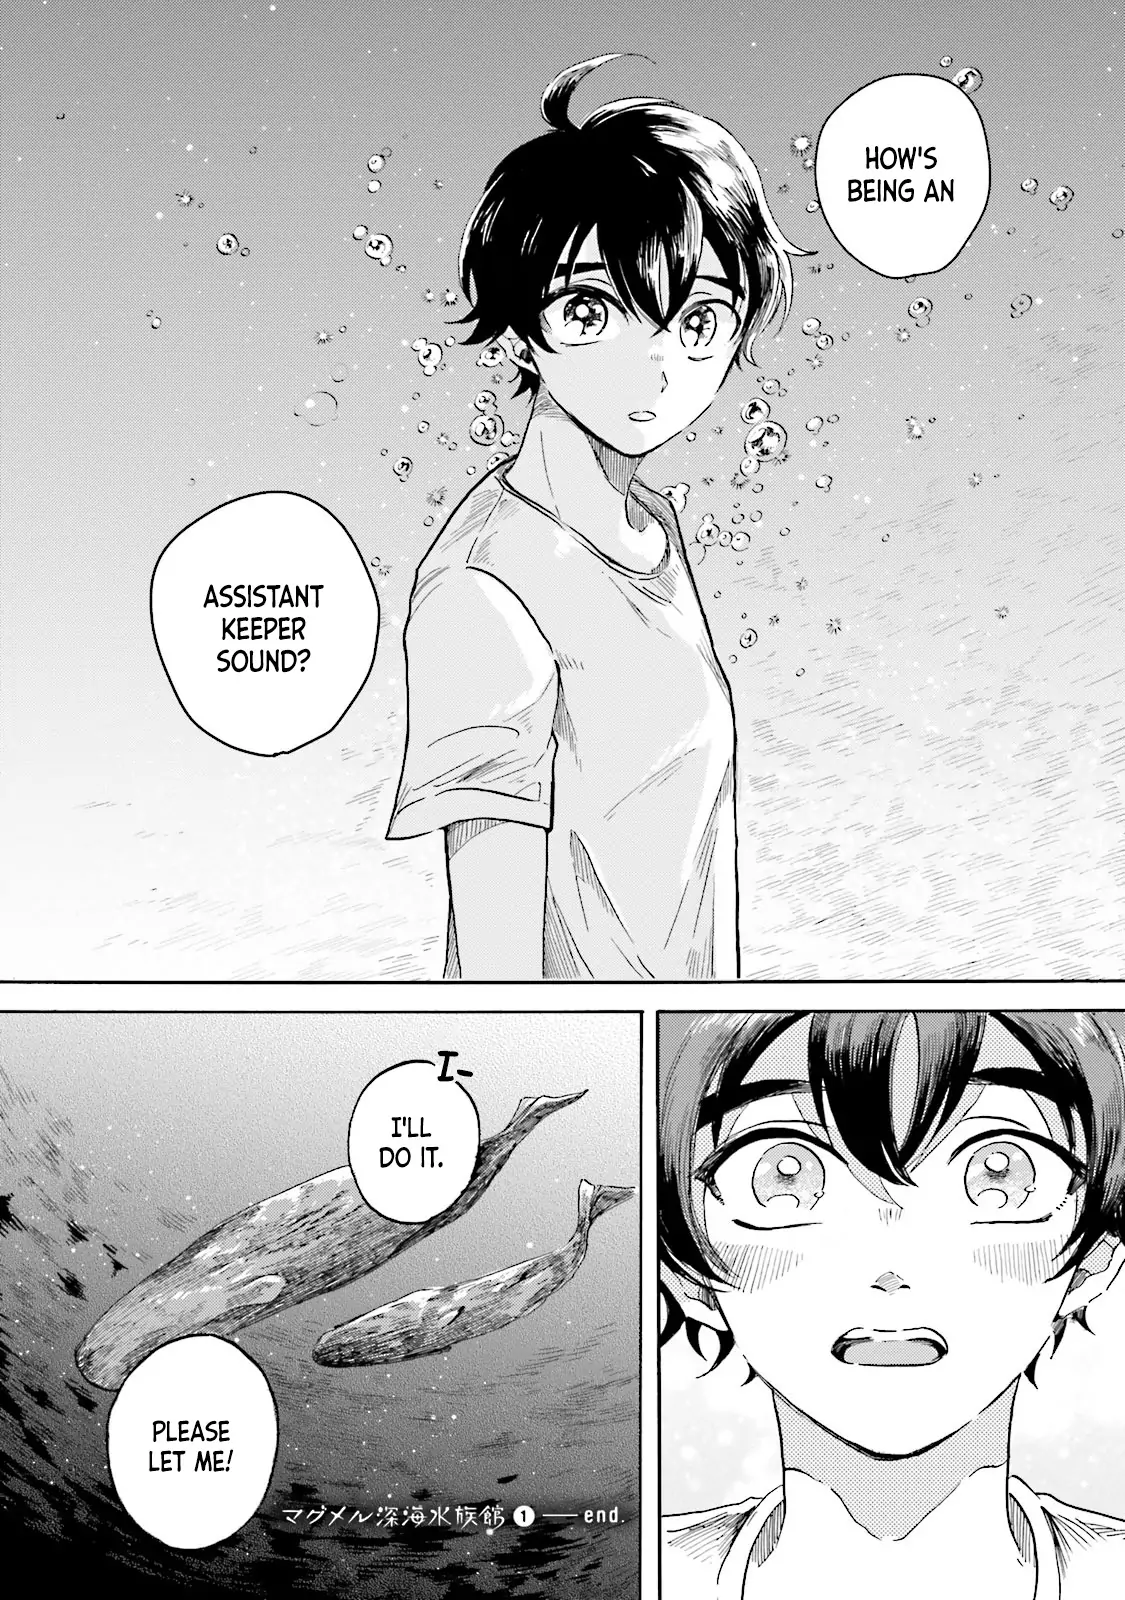 HOW'S
BEING AN
ASSISTANT
KEEPER
SOUND?
I-
I'LL
DO IT.
PLEASE
LET ME!
マグメル深海水族館 1 — end.